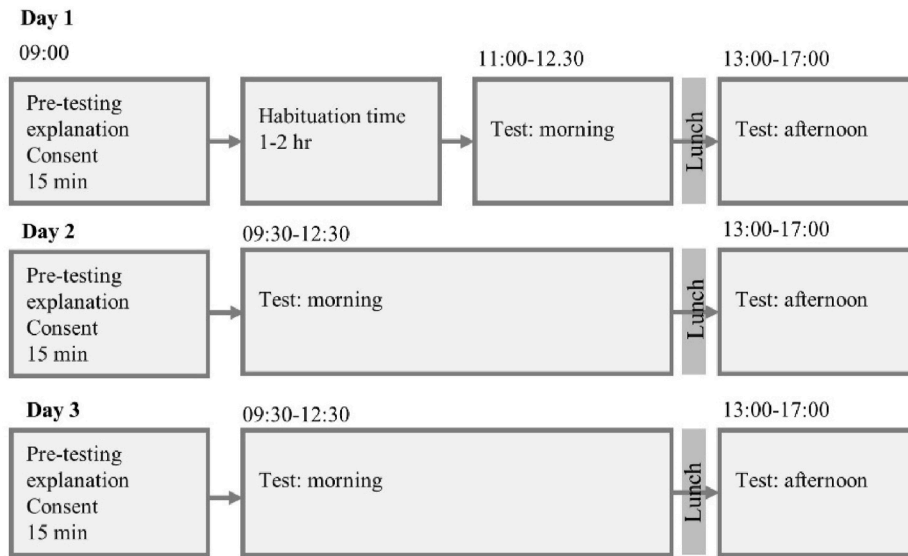 Day 1
09:00
11:00-12.30
13:00-17:00
Pre-testing
explanation
Consent
15 min
Habituation time
1-2 hr
Test: morning
Lunch
Test: afternoon
Day 2
09:30-12:30
13:00-17:00
Pre-testing
explanation
Consent
15 min
Test: morning
Lunch
Test: afternoon
Day 3
09:30-12:30
13:00-17:00
Pre-testing
explanation
Consent
15 min
Test: morning
Lunch
Test: afternoon